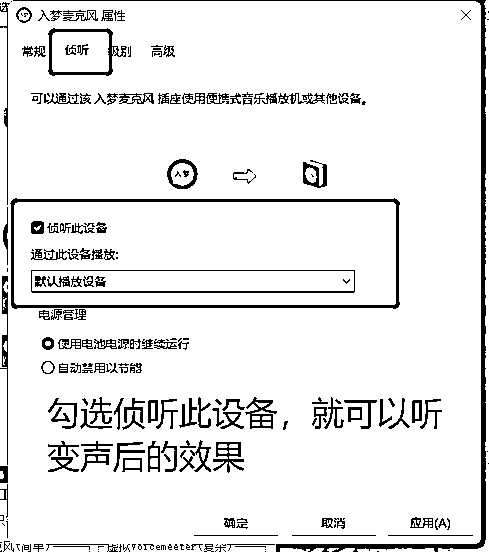 入梦麦克风 属性
常规 侦听 级别 高级
可以通过该 入梦麦克风 插座使用便携式音乐播放机或其他设备。
入梦
侦听此设备
通过此设备播放:
默认播放设备
电源管理
使用电池电源时继续运行
自动禁用以节能
勾选侦听此设备，就可以听
变声后的效果
确定 取消 应用(A)
克风(简单) 虚拟Voicemeeter(复杂)